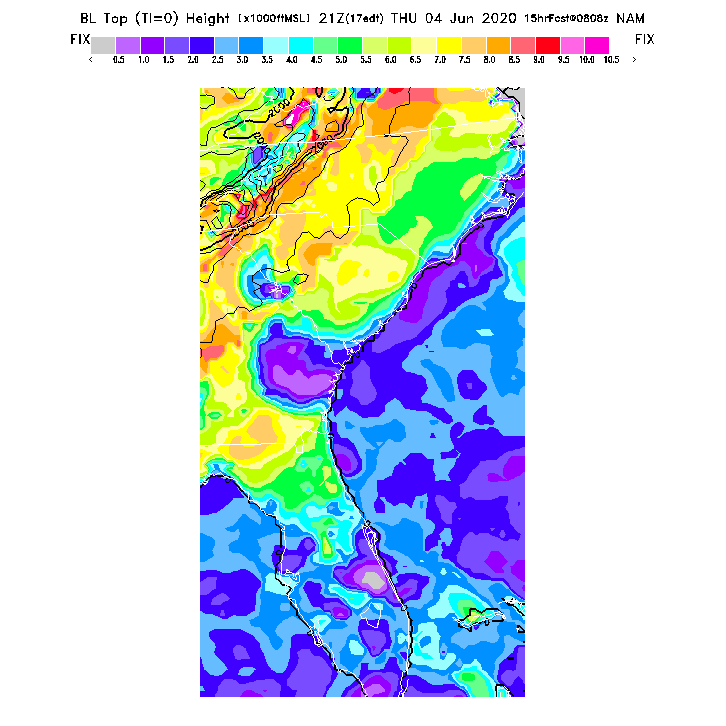 BL Top (TI=0) Height [x1000ftMSL] 21Z(17edt) THU 04 Jun 2020 15hrFcst@0808z NAM
FIX FIX
< 0.5 1.0 1.5 2.0 2.5 3.0 3.5 4.0 4.5 5.0 5.5 6.0 6.5 7.0 7.5 8.0 8.5 9.0 9.5 10.0 10.5 >
2000